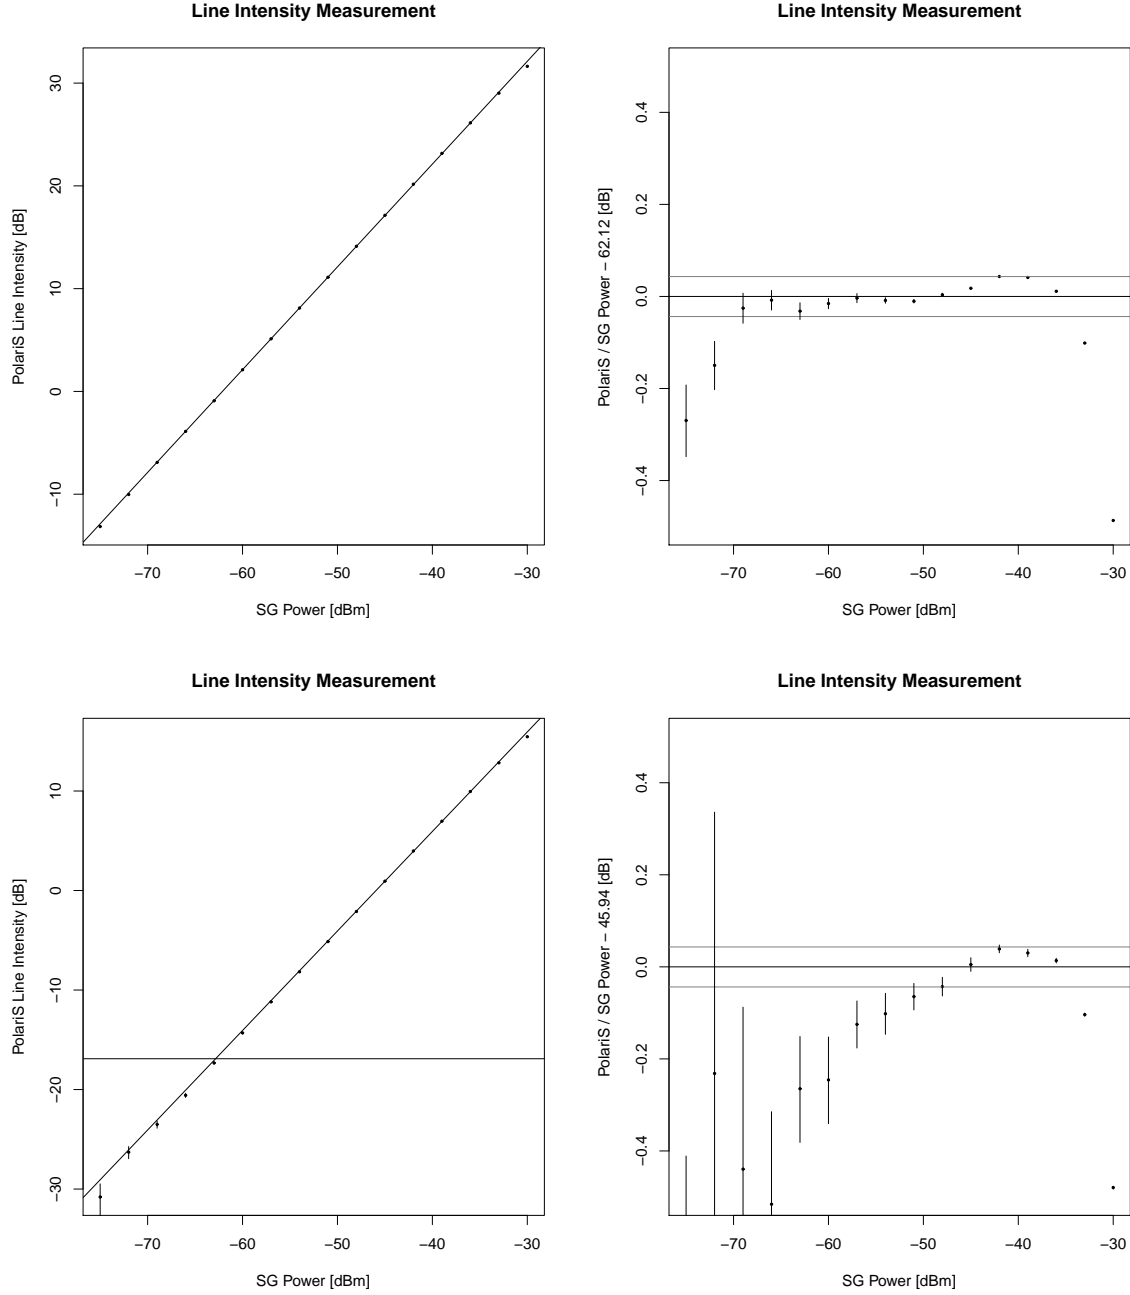 Line Intensity Measurement
PolariS Line Intensity [dB]
30
20
10
0
−10
−70 −60 −50 −40 −30
SG Power [dBm]
Line Intensity Measurement
PolariS / SG Power − 62.12 [dB]
0.4
0.2
0.0
−0.2
−0.4
−70 −60 −50 −40 −30
SG Power [dBm]
Line Intensity Measurement
PolariS Line Intensity [dB]
10
0
−10
−20
−30
−70 −60 −50 −40 −30
SG Power [dBm]
Line Intensity Measurement
PolariS / SG Power − 45.94 [dB]
0.4
0.2
0.0
−0.2
−0.4
−70 −60 −50 −40 −30
SG Power [dBm]